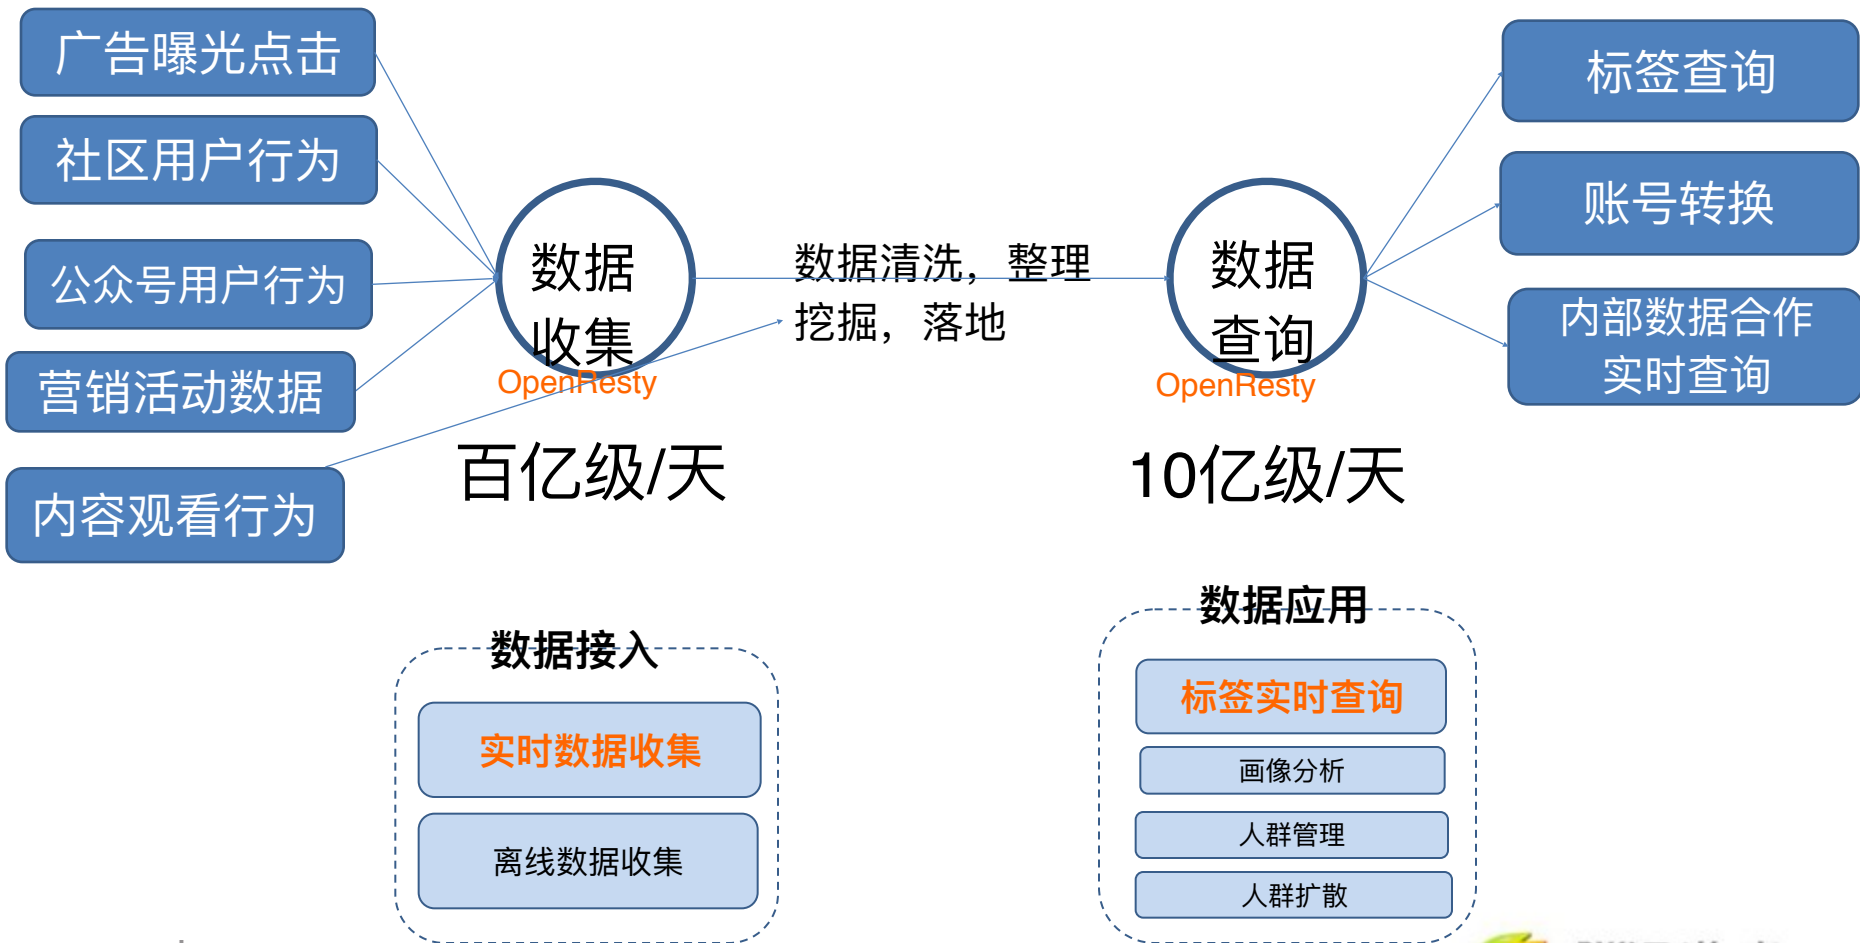 广告曝光点击
社区用户行为
公众号用户行为
营销活动数据
内容观看行为
数据
收集
OpenResty
百亿级/天
数据清洗，整理
挖掘，落地
数据
查询
OpenResty
10亿级/天
标签查询
账号转换
内部数据合作
实时查询
数据接入
实时数据收集
离线数据收集
数据应用
标签实时查询
画像分析
人群管理
人群扩散